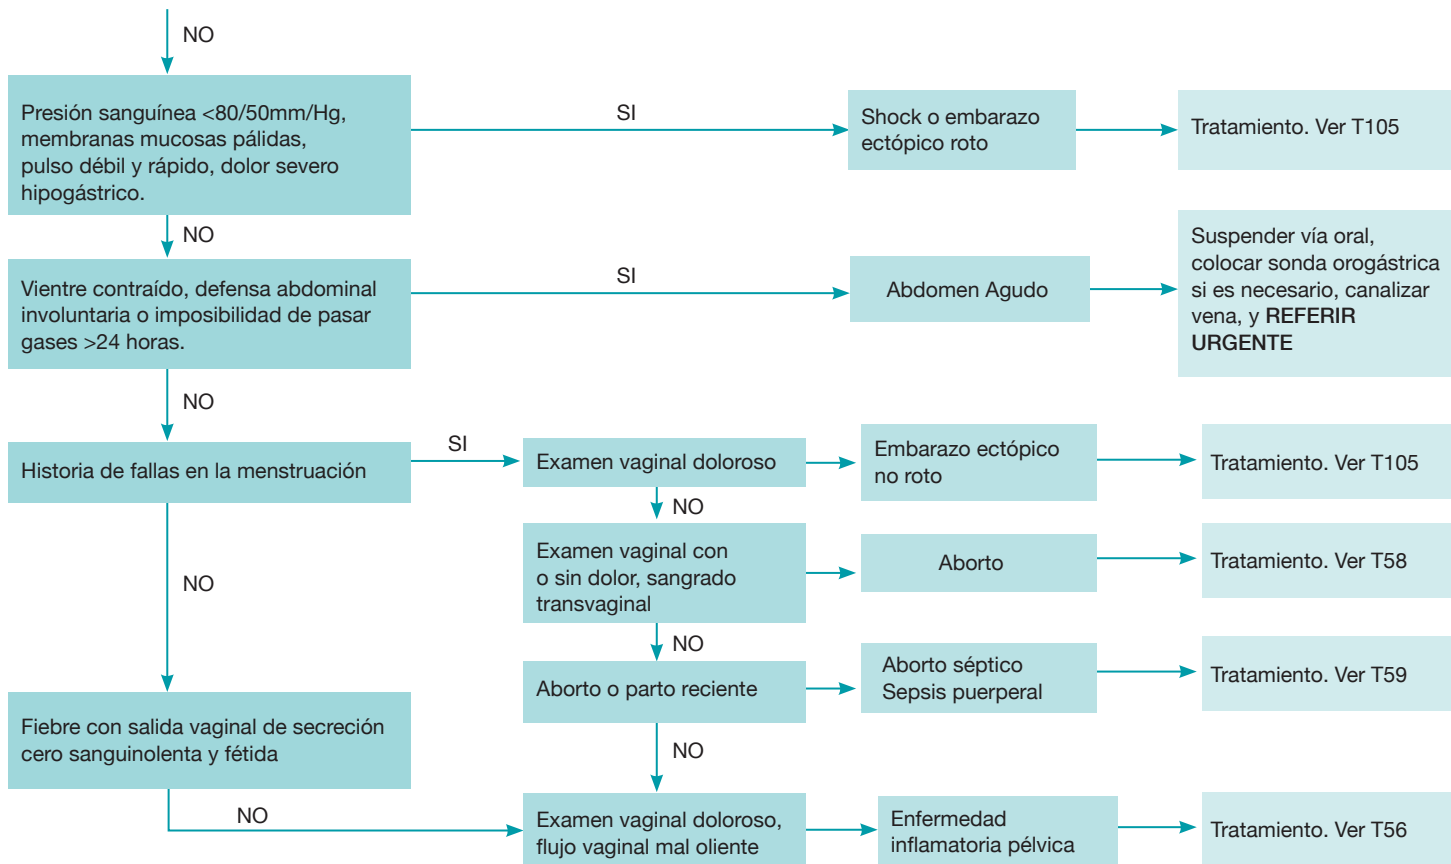 NO
Presión sanguínea <80/50mm/Hg,
membranas mucosas pálidas,
pulso débil y rápido, dolor severo
hipogástrico.
SI
Shock o embarazo
ectópico roto
Tratamiento. Ver T105
NO
Vientre contraído, defensa abdominal
involuntaria o imposibilidad de pasar
gases >24 horas.
SI
Abdomen Agudo
Suspender vía oral,
colocar sonda orogástrica
si es necesario, canalizar
vena, y REFERIR
URGENTE
NO
Historia de fallas en la menstruación
SI
Examen vaginal doloroso
Embarazo ectópico
no roto
Tratamiento. Ver T105
NO
Examen vaginal con
o sin dolor, sangrado
transvaginal
Aborto
Tratamiento. Ver T58
NO
NO
Aborto o parto reciente
Aborto séptico
Sepsis puerperal
Tratamiento. Ver T59
Fiebre con salida vaginal de secreción
cero sanguinolenta y fétida
NO
NO
Examen vaginal doloroso,
flujo vaginal mal oliente
Enfermedad
inflamatoria pélvica
Tratamiento. Ver T56